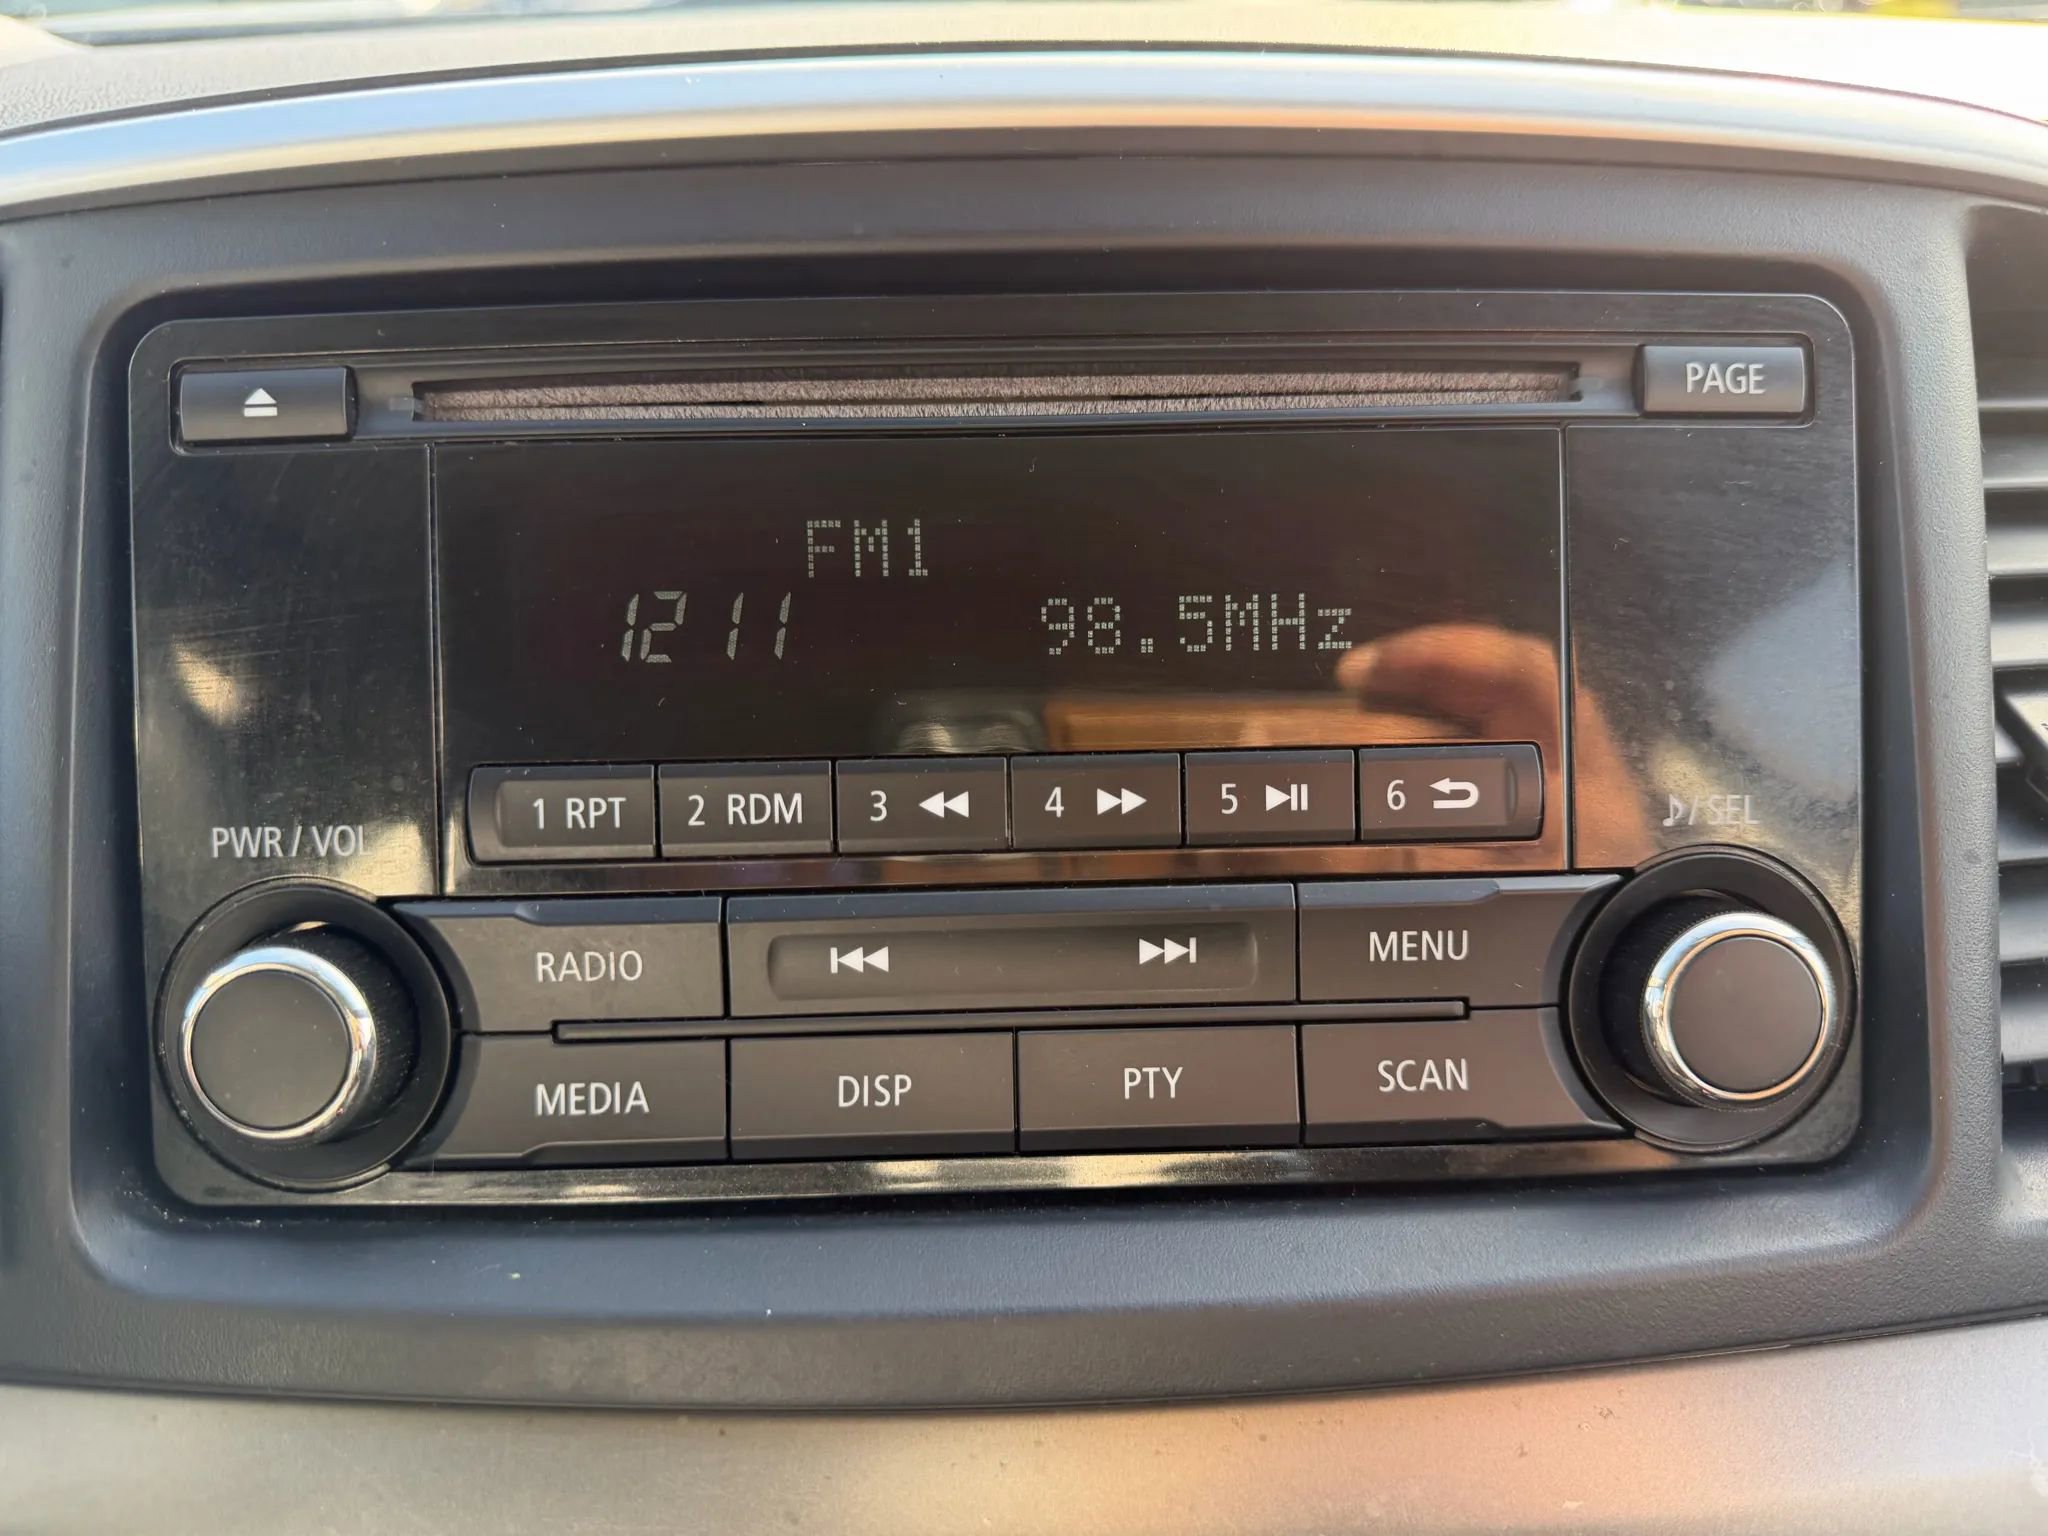 PAGE
FM1
12 11 98.5MHz
1 RPT 2 RDM 3 4 5 6
PWR / VOL
/ SEL
RADIO MENU
MEDIA DISP PTY SCAN